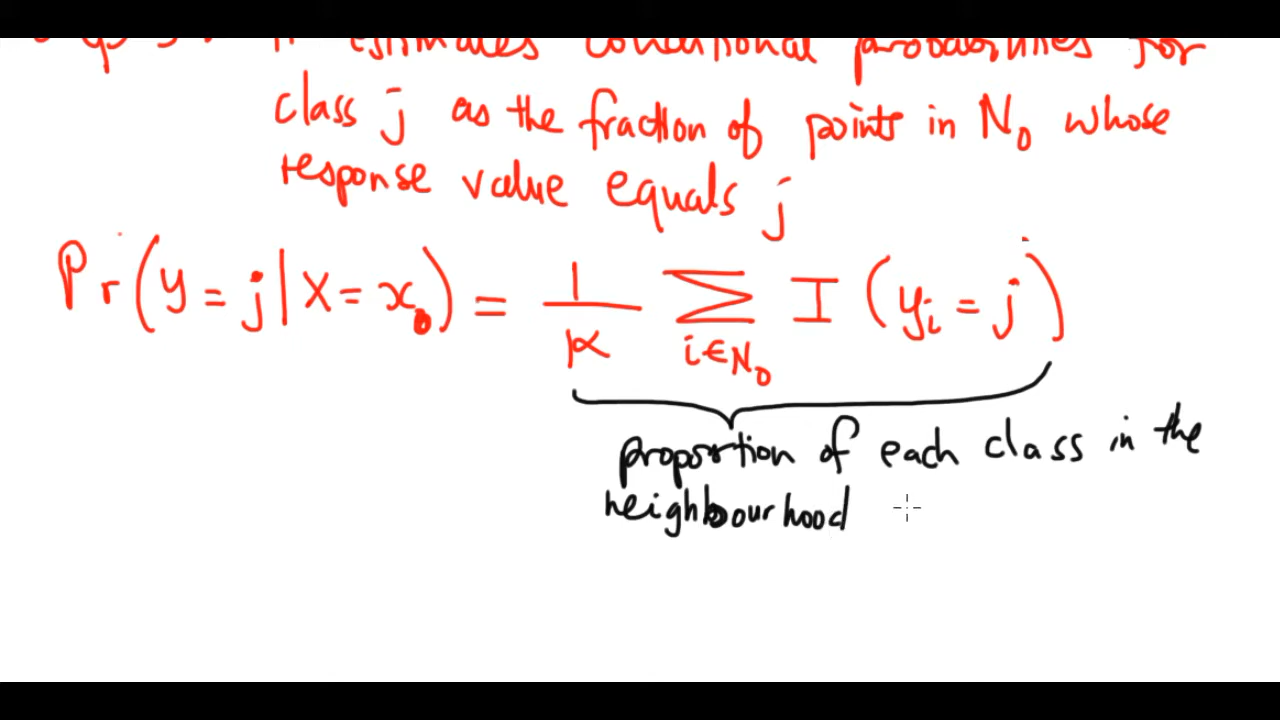 It estimates conditional probabilities for
class j as the fraction of points in N₀ whose
response value equals j
Pr(y = j | X = x₀) = 1/K ∑ i∈N₀ I (yᵢ = j)
proportion of each class in the
neighbourhood